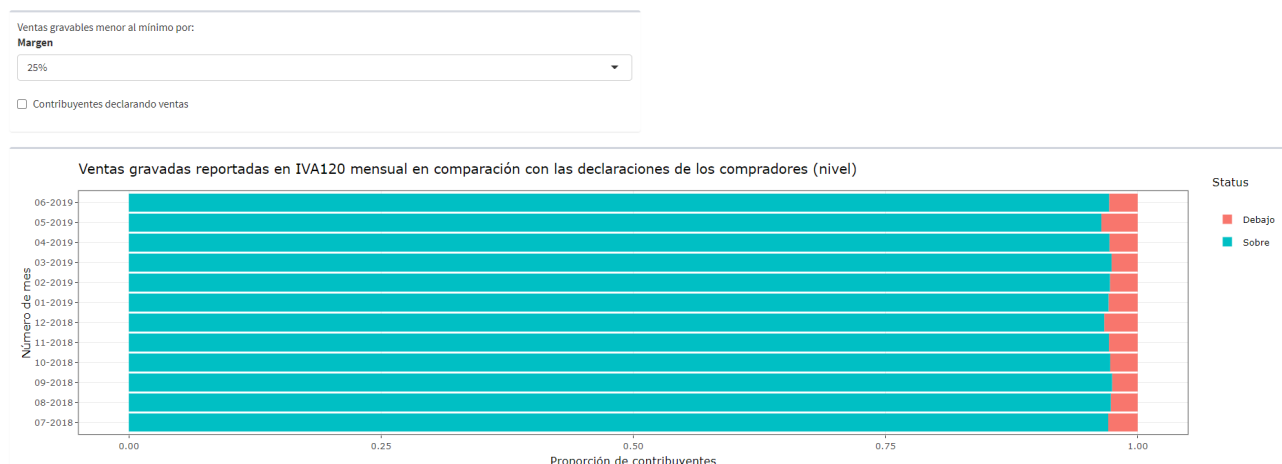 Ventas gravables menor al mínimo por:
Margen
25%
Contribuyentes declarando ventas
Ventas gravadas reportadas en IVA120 mensual en comparación con las declaraciones de los compradores (nivel)
Status
Debajo
Sobre
Número de mes
06-2019
05-2019
04-2019
03-2019
02-2019
01-2019
12-2018
11-2018
10-2018
09-2018
08-2018
07-2018
0.00 0.25 0.50 0.75 1.00
Proporción de contribuyentes